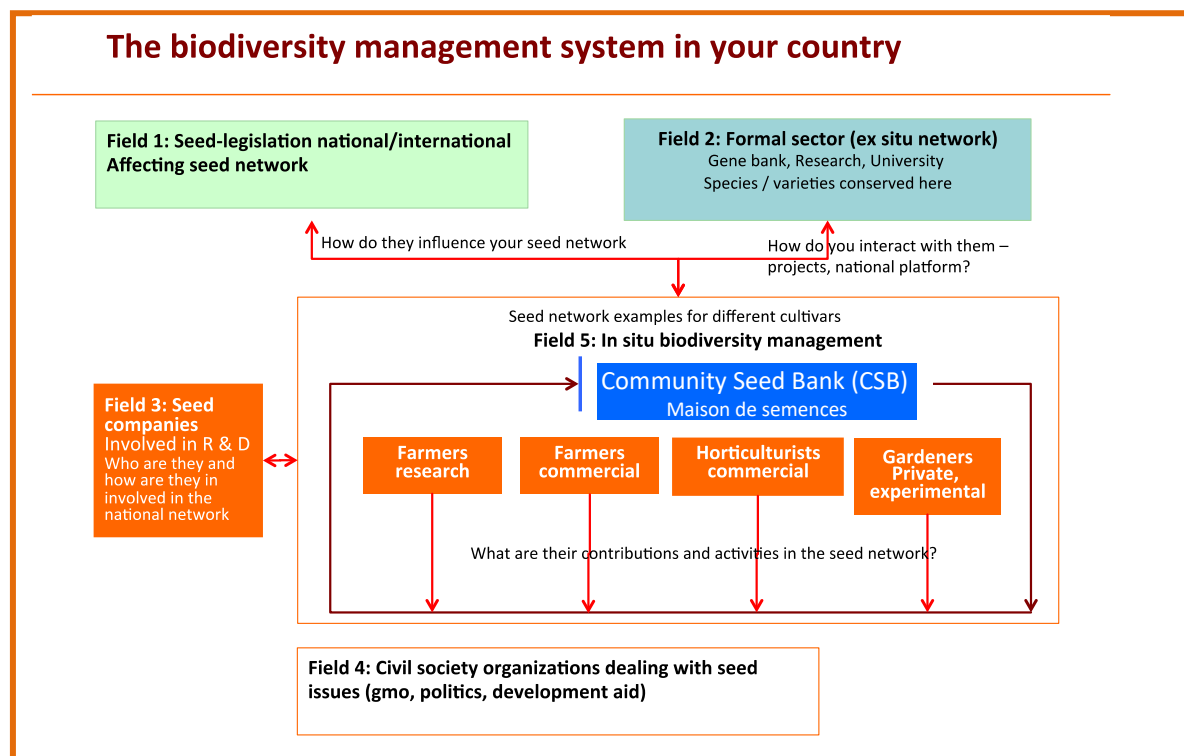 The biodiversity management system in your country
Field 1: Seed-legislation national/international
Affecting seed network
Field 2: Formal sector (ex situ network)
Gene bank, Research, University
Species / varieties conserved here
How do they influence your seed network
How do you interact with them –
projects, national platform?
Seed network examples for different cultivars
Field 5: In situ biodiversity management
Community Seed Bank (CSB)
Maison de semences
Field 3: Seed
companies
Involved in R & D
Who are they and
how are they in
involved in the
national network
Farmers
research
Farmers
commercial
Horticulturists
commercial
Gardeners
Private,
experimental
What are their contributions and activities in the seed network?
Field 4: Civil society organizations dealing with seed
issues (gmo, politics, development aid)